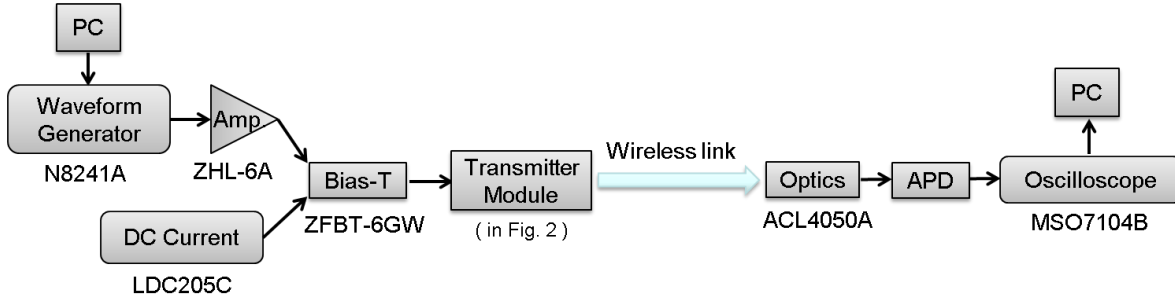 PC
Waveform
Generator
N8241A
Amp.
ZHL-6A
DC Current
LDC205C
Bias-T
ZFBT-6GW
Transmitter
Module
( in Fig. 2 )
Wireless link
Optics
ACL4050A
APD
PC
Oscilloscope
MSO7104B